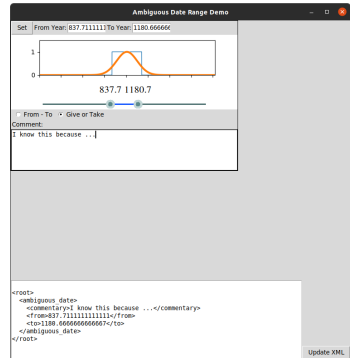 Ambiguous Date Range Demo
Set From Year: 837.7111111 To Year: 1180.666666
1
0
837.7 1180.7
From - To Give or Take
Comment:
I know this because ...
<root>
<ambiguous_date>
<commentary>I know this because ...</commentary>
<from>837.7111111111111</from>
<to>1180.6666666666667</to>
</ambiguous_date>
</root>
Update XML